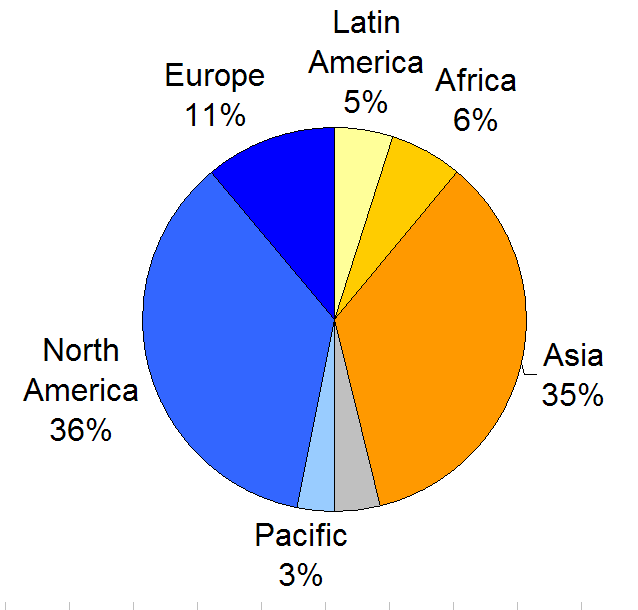 Latin
America
5%
Africa
6%
Europe
11%
Asia
35%
North
America
36%
Pacific
3%